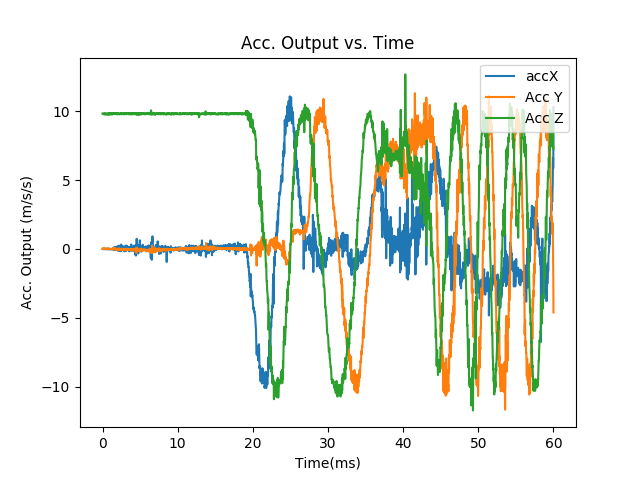 Acc. Output vs. Time
accX
Acc Y
Acc Z
Acc. Output (m/s/s)
10
5
0
−5
−10
0 10 20 30 40 50 60
Time(ms)